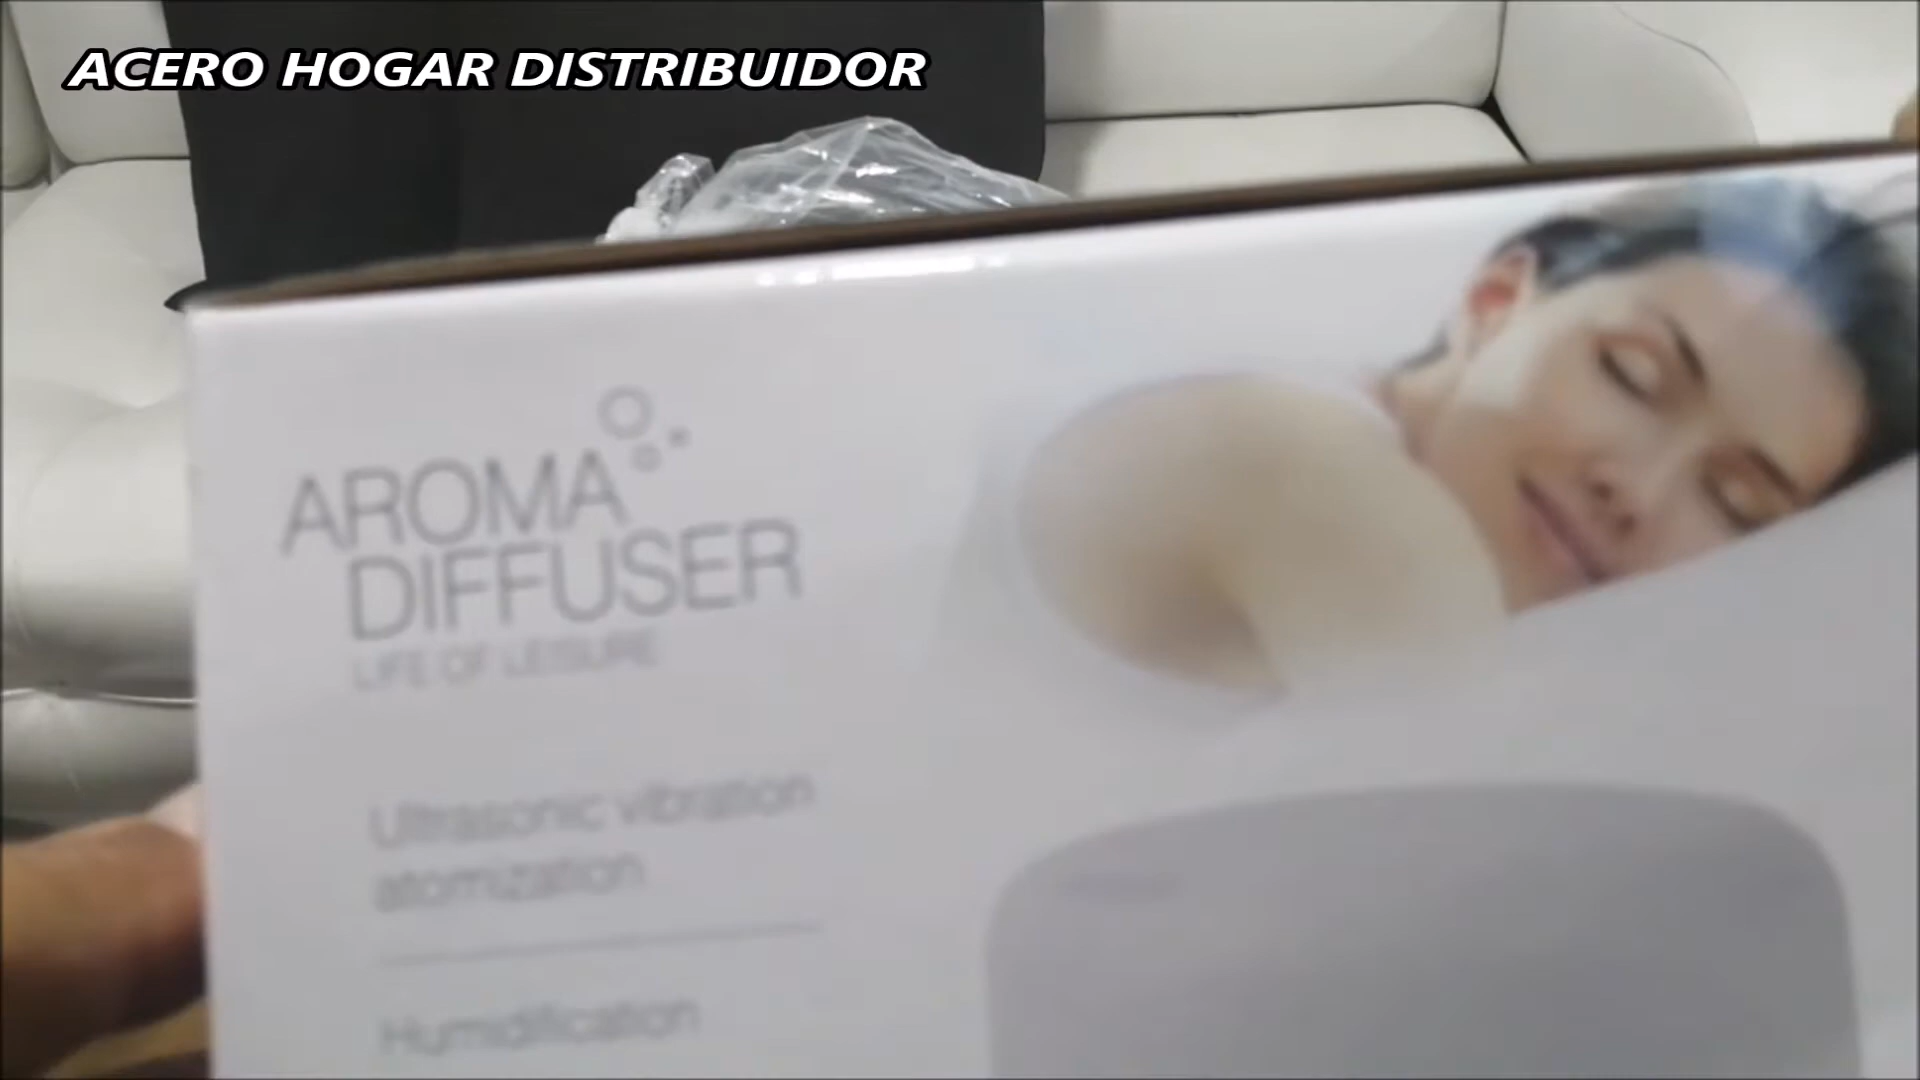 ACERO HOGAR DISTRIBUIDOR
AROMA
DIFFUSER
LIFE OF LEISURE
Ultrasonic vibration
atomization
Humidification